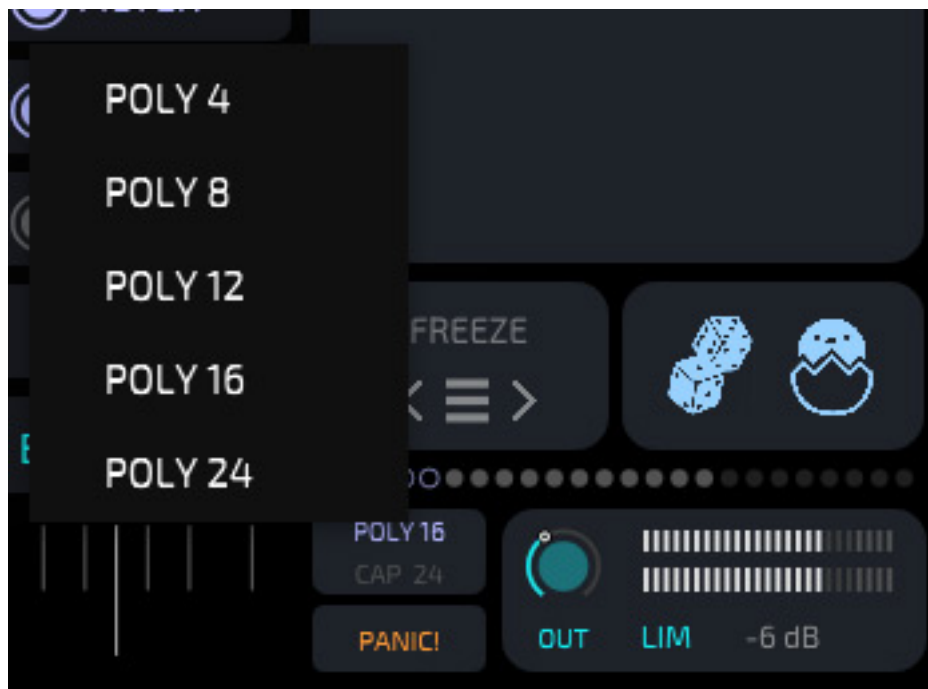 POLY 4
POLY 8
POLY 12
POLY 16
POLY 24
FREEZE
POLY 16
CAP 24
PANIC!
OUT LIM -6 dB